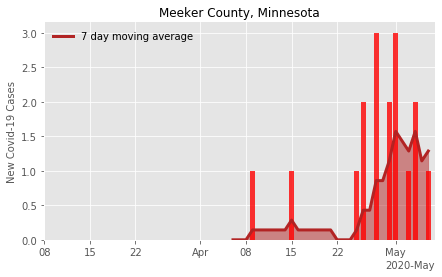 Meeker County, Minnesota
7 day moving average
New Covid-19 Cases
3.0
2.5
2.0
1.5
1.0
0.5
0.0
08 15 22 Apr 08 15 22 May
2020-May